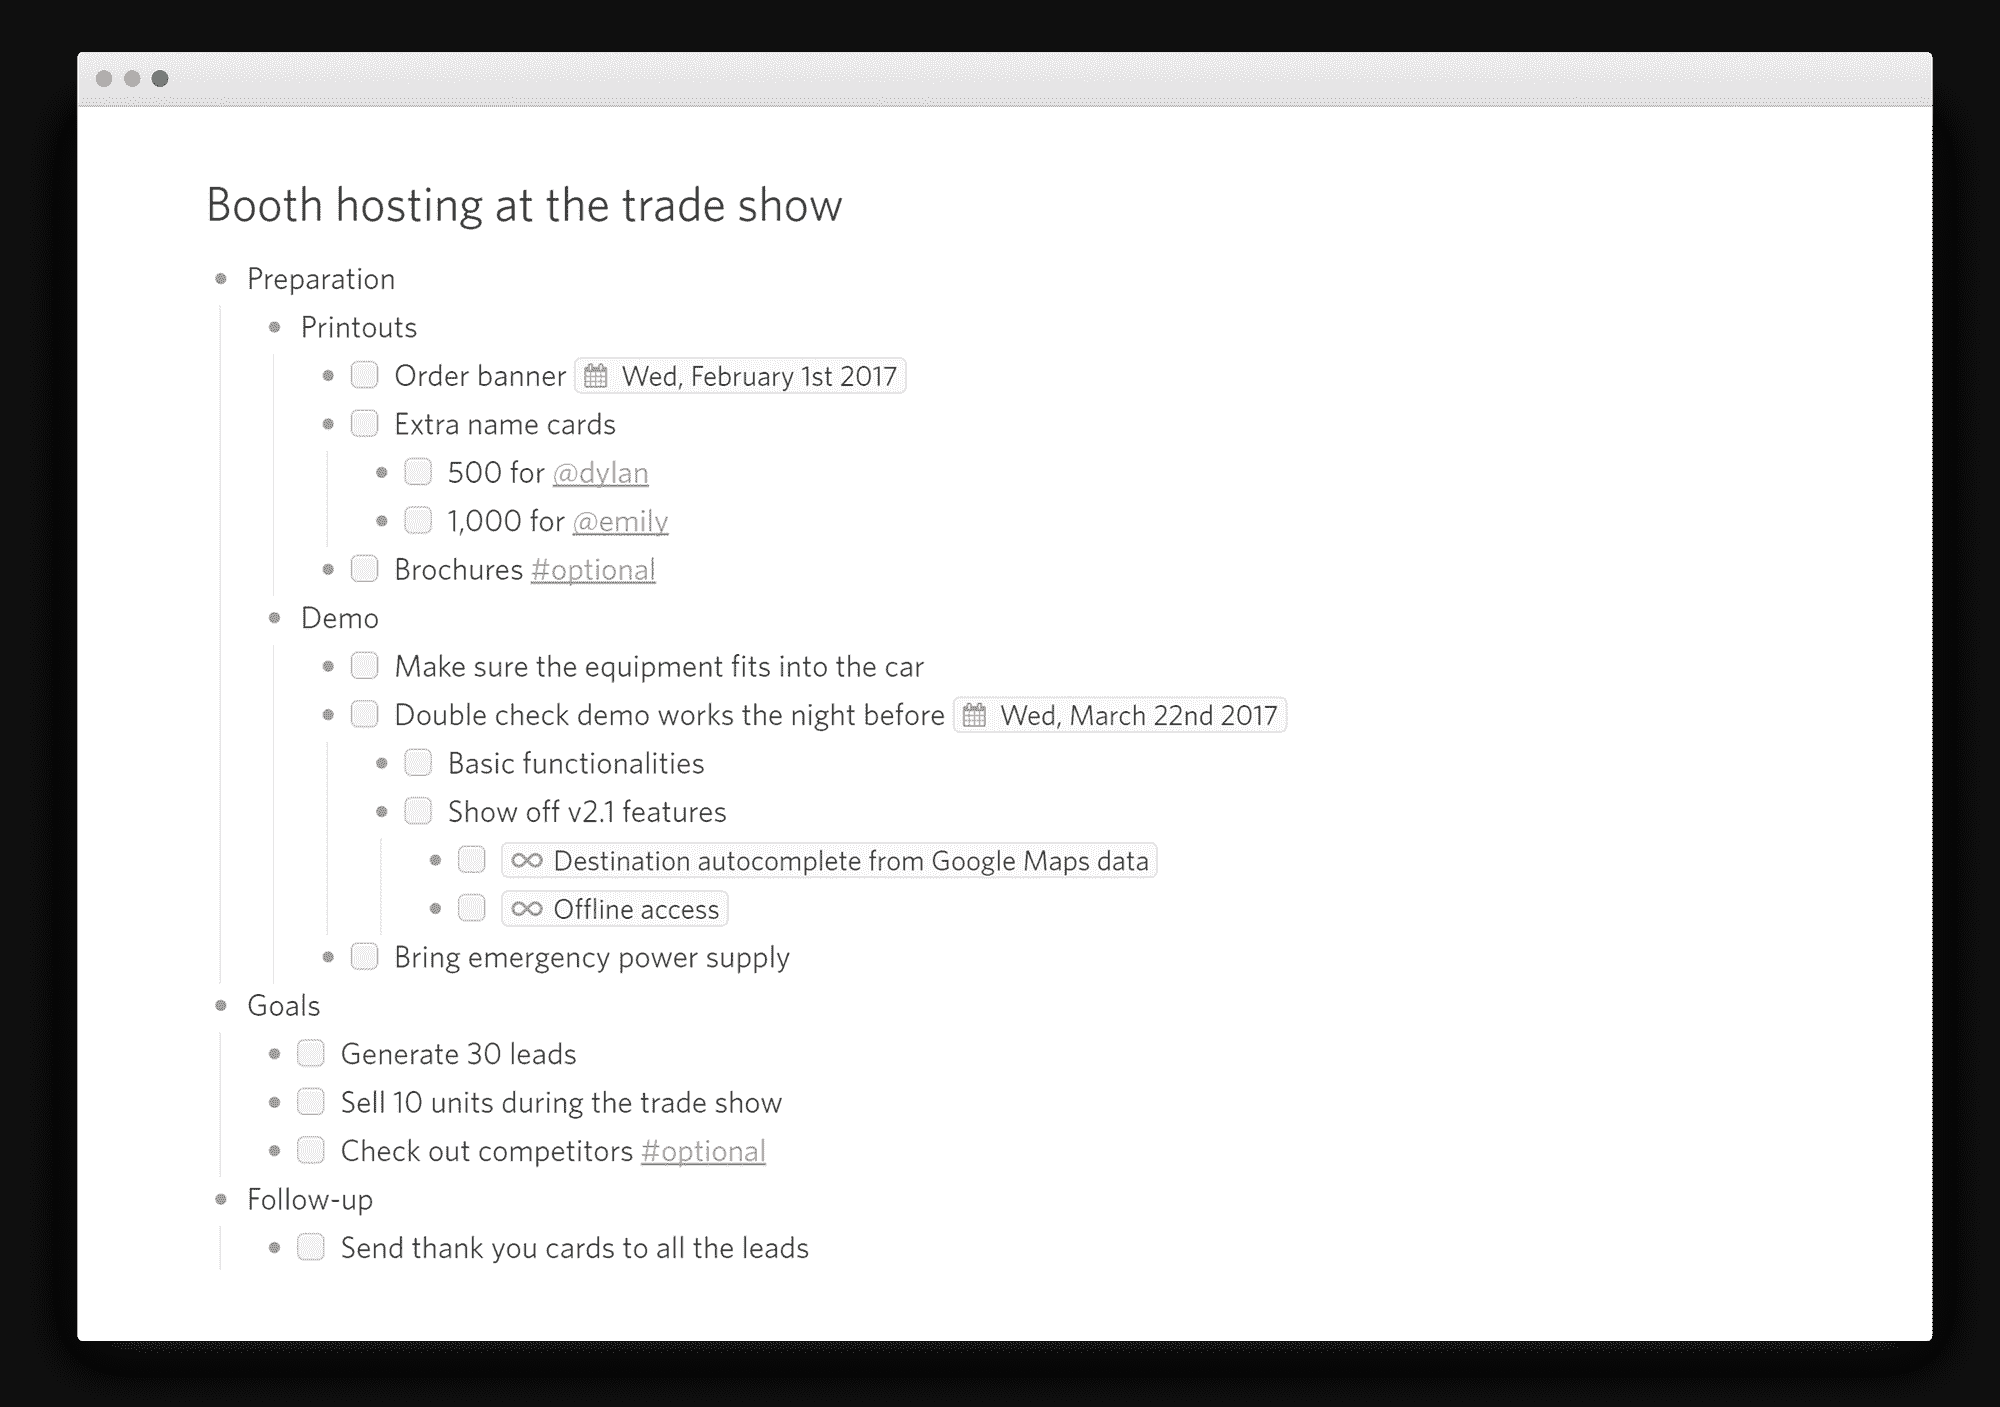 Booth hosting at the trade show
Preparation
Printouts
Order banner Wed, February 1st 2017
Extra name cards
500 for @dylan
1,000 for @emily
Brochures #optional
Demo
Make sure the equipment fits into the car
Double check demo works the night before Wed, March 22nd 2017
Basic functionalities
Show off v2.1 features
Destination autocomplete from Google Maps data
Offline access
Bring emergency power supply
Goals
Generate 30 leads
Sell 10 units during the trade show
Check out competitors #optional
Follow-up
Send thank you cards to all the leads